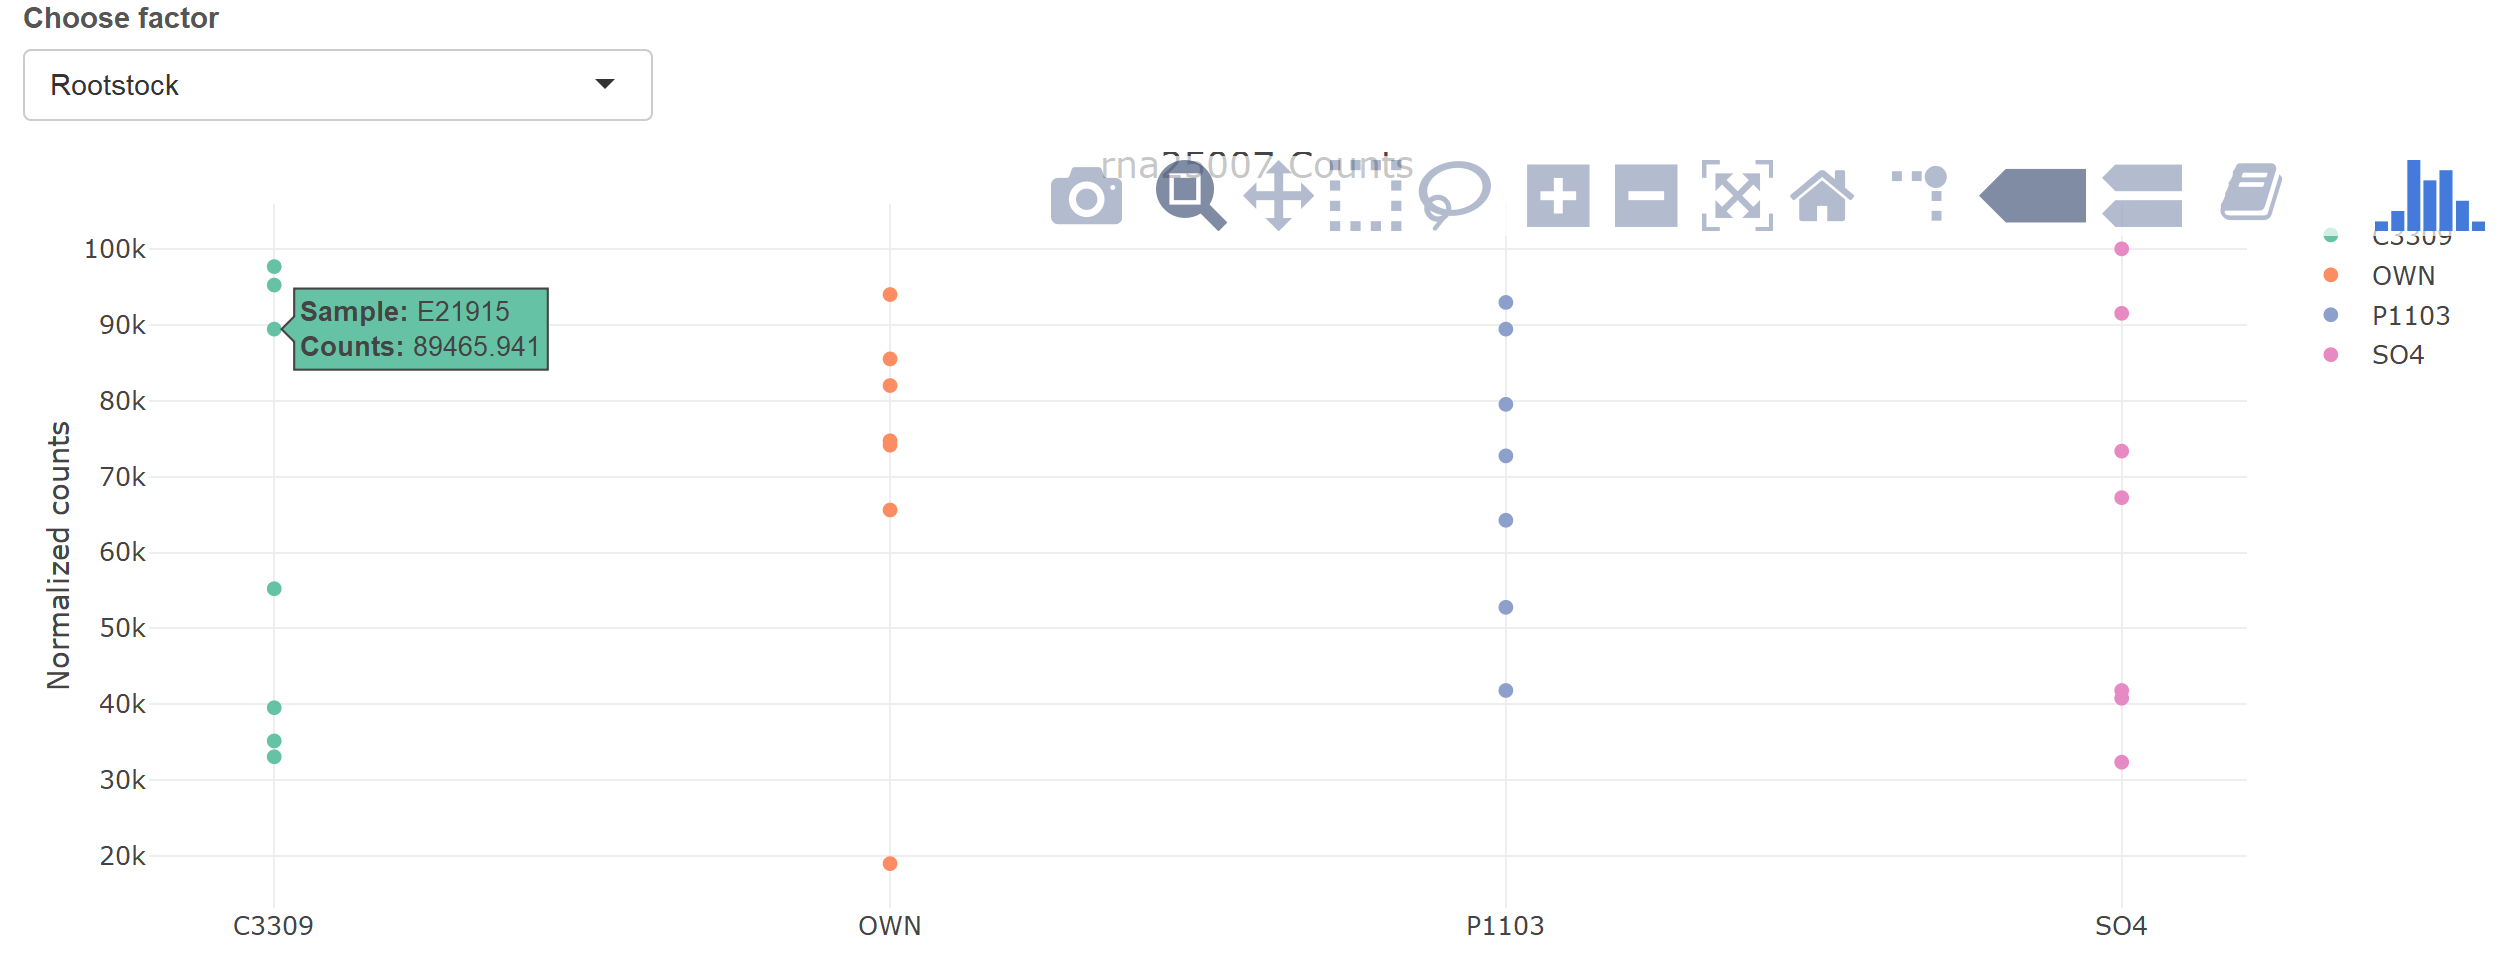 Choose factor
Rootstock
rna25007 Counts
Normalized counts
100k
90k
80k
70k
60k
50k
40k
30k
20k
Sample: E21915
Counts: 89465.941
C3309
OWN
P1103
SO4
C3309
OWN
P1103
SO4